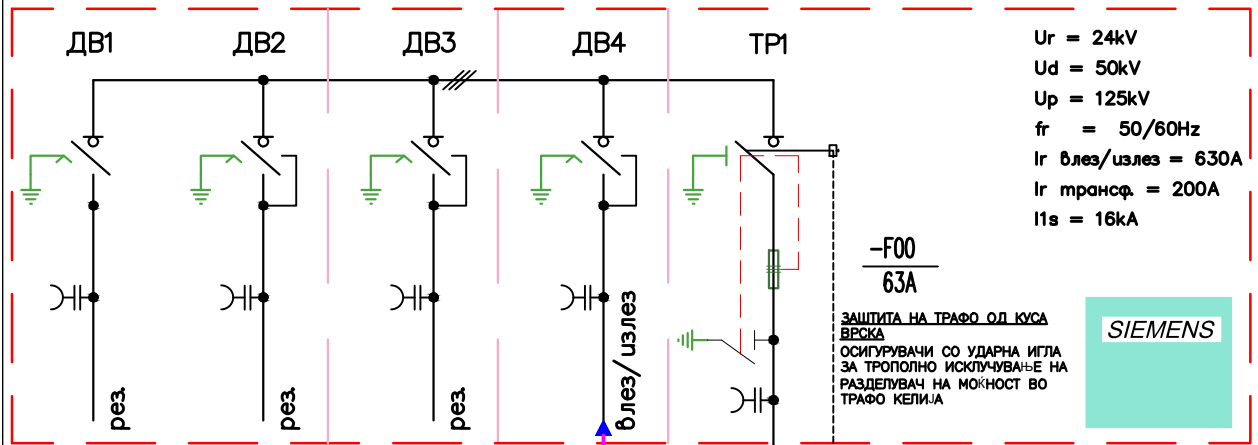 ДВ1 ДВ2 ДВ3 ДВ4 ТР1
Ur = 24kV
Ud = 50kV
Up = 125kV
fr = 50/60Hz
Ir влез/излез = 630A
Ir трансф. = 200A
I1s = 16kA
-F00
63A
ЗАШТИТА НА ТРАФО ОД КУСА
ВРСКА
ОСИГУРУВАЧИ СО УДАРНА ИГЛА
ЗА ТРОПОЛНО ИСКЛУЧУВАЊЕ НА
РАЗДЕЛУВАЧ НА МОЌНОСТ ВО
ТРАФО КЕЛИЈА
SIEMENS
рез.
рез.
рез.
влез/излез